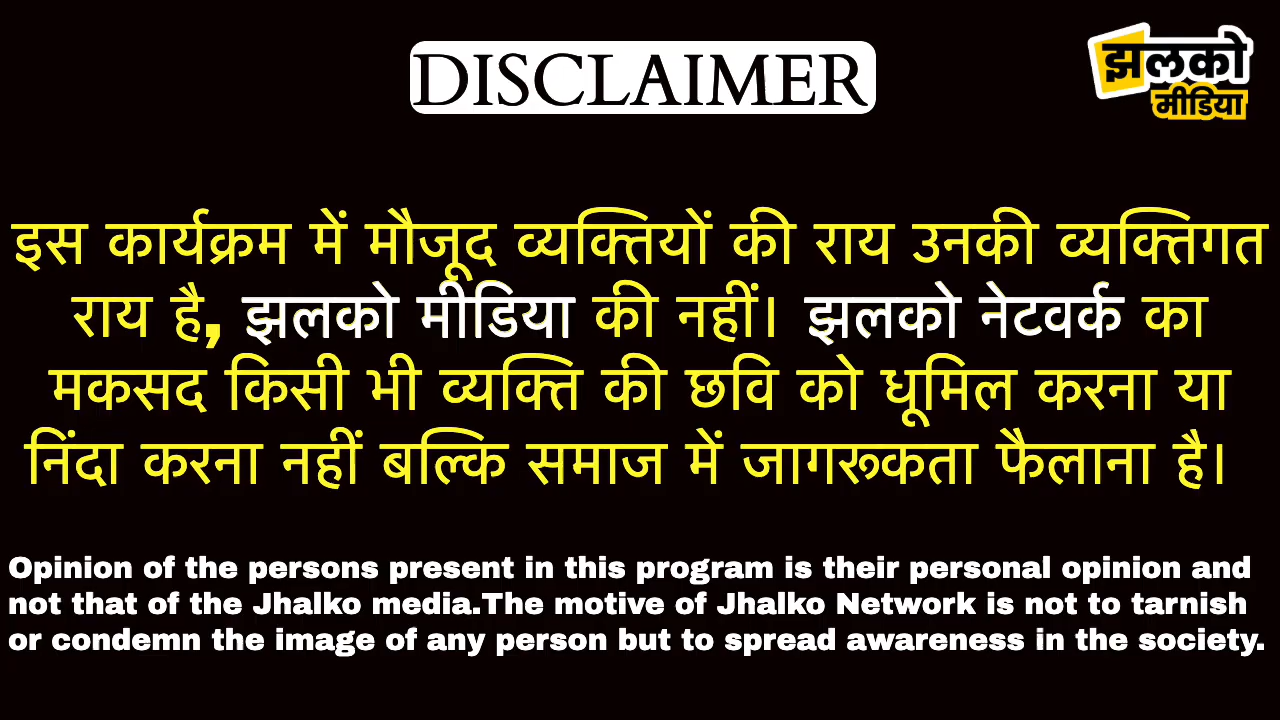 DISCLAIMER
झलको
मीडिया
इस कार्यक्रम में मौजूद व्यक्तियों की राय उनकी व्यक्तिगत
राय है, झलको मीडिया की नहीं। झलको नेटवर्क का
मकसद किसी भी व्यक्ति की छवि को धूमिल करना या
निंदा करना नहीं बल्कि समाज में जागरूकता फैलाना है।
Opinion of the persons present in this program is their personal opinion and
not that of the Jhalko media.The motive of Jhalko Network is not to tarnish
or condemn the image of any person but to spread awareness in the society.